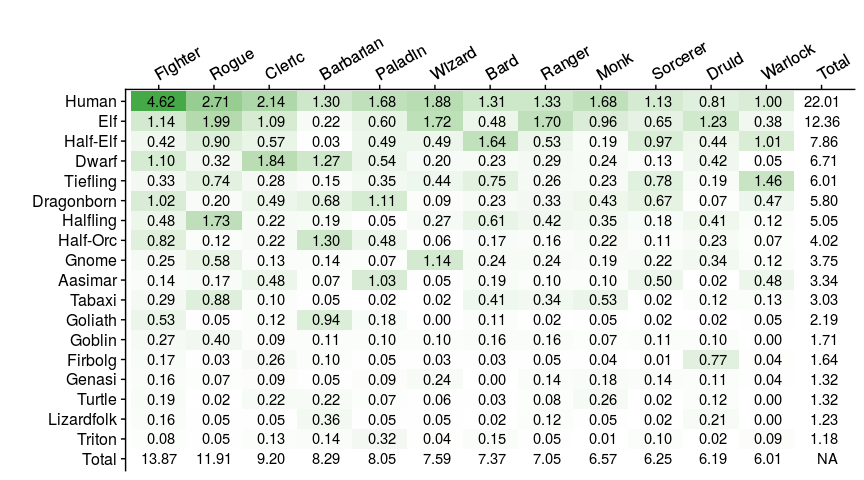 Fighter Rogue Cleric Barbarian Paladin Wizard Bard Ranger Monk Sorcerer Druid Warlock Total
Human 4.62 2.71 2.14 1.30 1.68 1.88 1.31 1.33 1.68 1.13 0.81 1.00 22.01
Elf 1.14 1.99 1.09 0.22 0.60 1.72 0.48 1.70 0.96 0.65 1.23 0.38 12.36
Half-Elf 0.42 0.90 0.57 0.03 0.49 0.49 1.64 0.53 0.19 0.97 0.44 1.01 7.86
Dwarf 1.10 0.32 1.84 1.27 0.54 0.20 0.23 0.29 0.24 0.13 0.42 0.05 6.71
Tiefling 0.33 0.74 0.28 0.15 0.35 0.44 0.75 0.26 0.23 0.78 0.19 1.46 6.01
Dragonborn 1.02 0.20 0.49 0.68 1.11 0.09 0.23 0.33 0.43 0.67 0.07 0.47 5.80
Halfling 0.48 1.73 0.22 0.19 0.05 0.27 0.61 0.42 0.35 0.18 0.41 0.12 5.05
Half-Orc 0.82 0.12 0.22 1.30 0.48 0.06 0.17 0.16 0.22 0.11 0.23 0.07 4.02
Gnome 0.25 0.58 0.13 0.14 0.07 1.14 0.24 0.24 0.19 0.22 0.34 0.12 3.75
Aasimar 0.14 0.17 0.48 0.07 1.03 0.05 0.19 0.10 0.10 0.50 0.02 0.48 3.34
Tabaxi 0.29 0.88 0.10 0.05 0.02 0.02 0.41 0.34 0.53 0.02 0.12 0.13 3.03
Goliath 0.53 0.05 0.12 0.94 0.18 0.00 0.11 0.02 0.05 0.02 0.02 0.05 2.19
Goblin 0.27 0.40 0.09 0.11 0.10 0.10 0.16 0.16 0.07 0.11 0.10 0.00 1.71
Firbolg 0.17 0.03 0.26 0.10 0.05 0.03 0.03 0.05 0.04 0.01 0.77 0.04 1.64
Genasi 0.16 0.07 0.09 0.05 0.09 0.24 0.00 0.14 0.18 0.14 0.11 0.04 1.32
Turtle 0.19 0.02 0.22 0.22 0.07 0.06 0.03 0.08 0.26 0.02 0.12 0.00 1.32
Lizardfolk 0.16 0.05 0.05 0.36 0.05 0.05 0.02 0.12 0.05 0.02 0.21 0.00 1.23
Triton 0.08 0.05 0.13 0.14 0.32 0.04 0.15 0.05 0.01 0.10 0.02 0.09 1.18
Total 13.87 11.91 9.20 8.29 8.05 7.59 7.37 7.05 6.57 6.25 6.19 6.01 NA